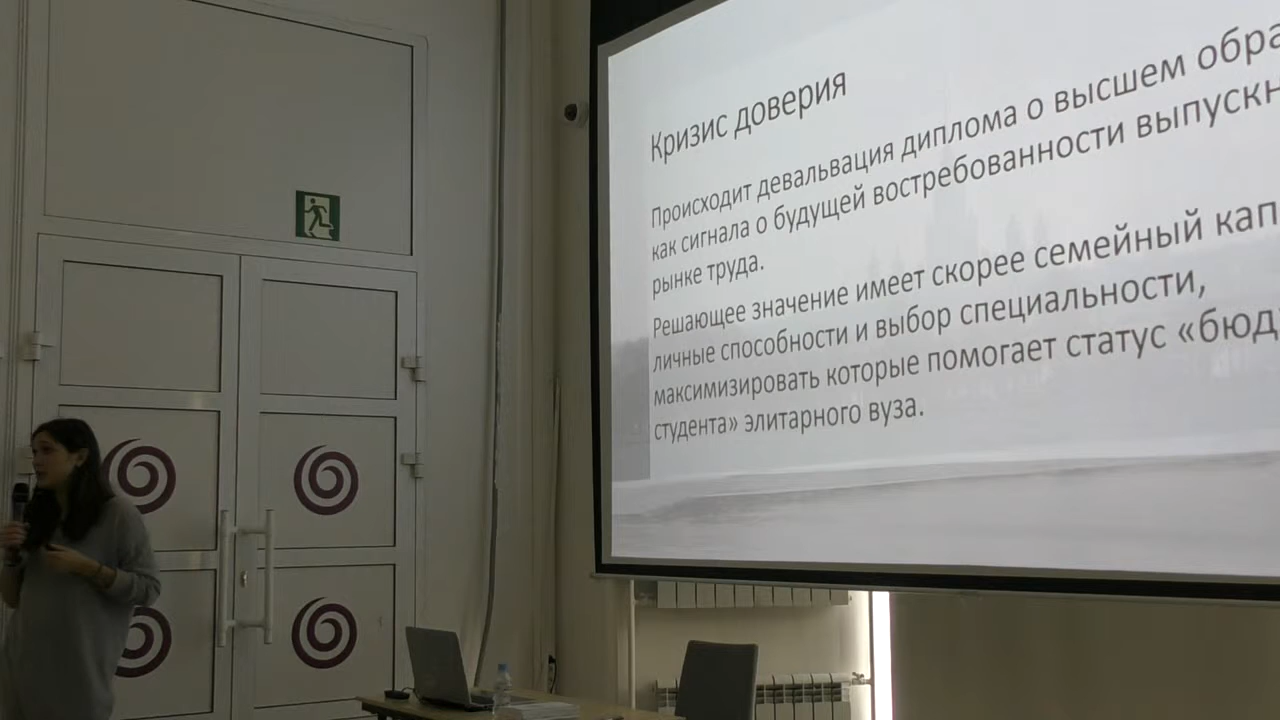 Кризис доверия
Происходит девальвация диплома о высшем обра
как сигнала о будущей востребованности выпускн
рынке труда.
Решающее значение имеет скорее семейный кап
личные способности и выбор специальности,
максимизировать которые помогает статус «бюд
студента» элитарного вуза.